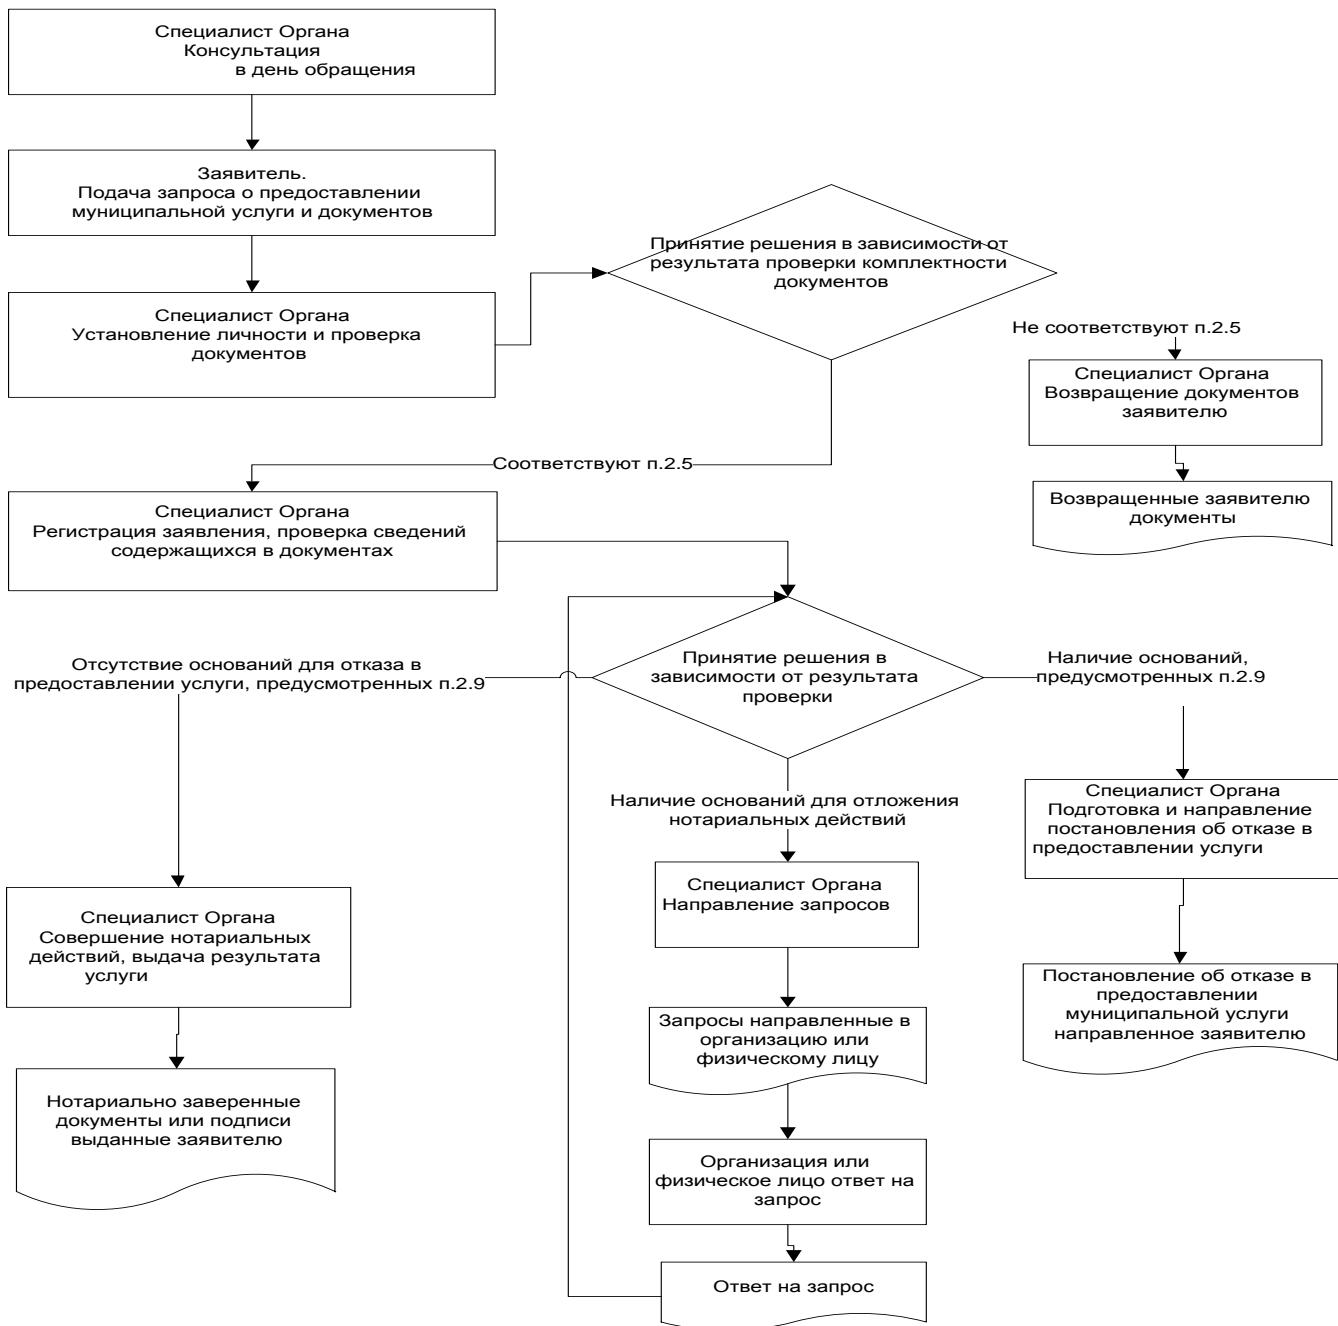 Специалист Органа
Консультация
в день обращения
Заявитель.
Подача запроса о предоставлении
муниципальной услуги и документов
Специалист Органа
Установление личности и проверка
документов
Принятие решения в зависимости от
результата проверки комплектности
документов
Не соответствуют п.2.5
Специалист Органа
Возвращение документов
заявителю
Возвращенные заявителю
документы
Соответствуют п.2.5
Специалист Органа
Регистрация заявления, проверка сведений
содержащихся в документах
Принятие решения в
зависимости от результата
проверки
Отсутствие оснований для отказа в
предоставлении услуги, предусмотренных п.2.9
Наличие оснований,
предусмотренных п.2.9
Наличие оснований для отложения
нотариальных действий
Специалист Органа
Совершение нотариальных
действий, выдача результата
услуги
Нотариально заверенные
документы или подписи
выданные заявителю
Специалист Органа
Направление запросов
Запросы направленные в
организацию или
физическому лицу
Организация или
физическое лицо ответ на
запрос
Ответ на запрос
Специалист Органа
Подготовка и направление
постановления об отказе в
предоставлении услуги
Постановление об отказе в
предоставлении
муниципальной услуги
направленное заявителю